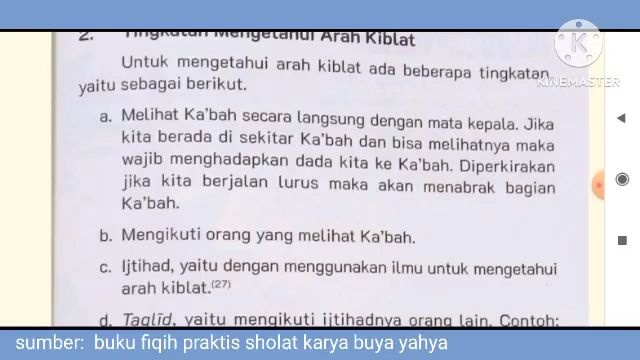 2. Tingkatan Mengetahui Arah Kiblat
Untuk mengetahui arah kiblat ada beberapa tingkatan
yaitu sebagai berikut.
a. Melihat Ka'bah secara langsung dengan mata kepala. Jika
kita berada di sekitar Ka'bah dan bisa melihatnya maka
wajib menghadapkan dada kita ke Ka'bah. Diperkirakan
jika kita berjalan lurus maka akan menabrak bagian
Ka'bah.
b. Mengikuti orang yang melihat Ka'bah.
c. Ijtihad, yaitu dengan menggunakan ilmu untuk mengetahui
arah kiblat.(27)
d. Taqlīd, yaitu mengikuti ijtihadnya orang lain. Contoh:
sumber: buku fiqih praktis sholat karya buya yahya
K
KINEMASTER